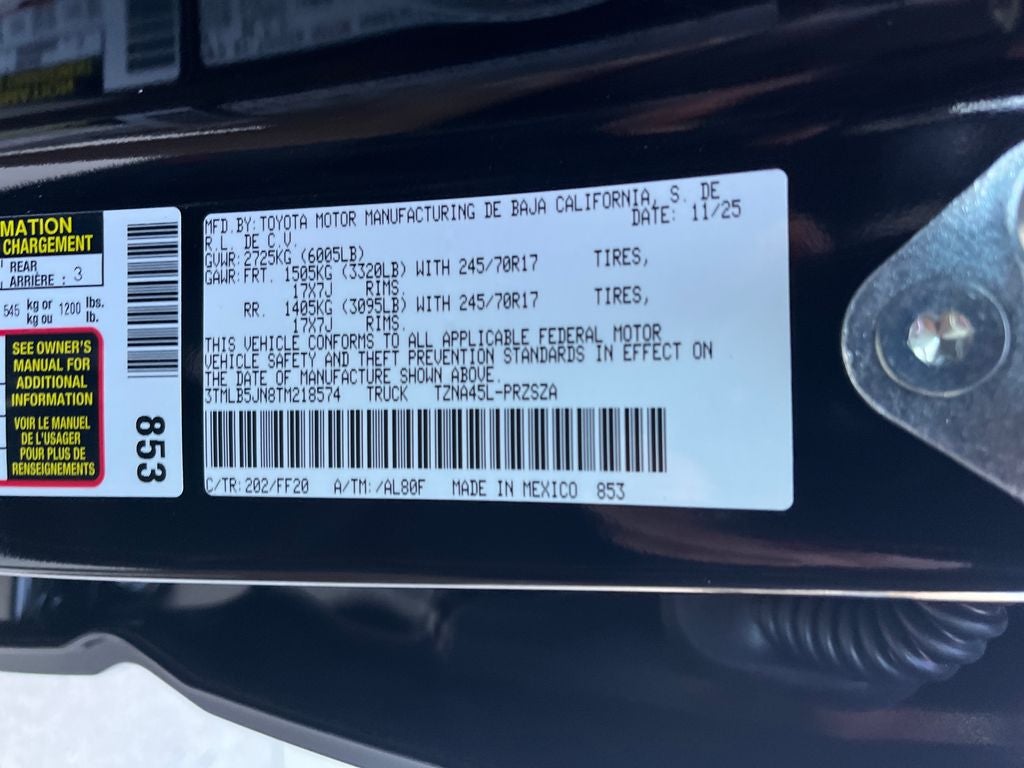 MATION
CHARGEMENT
REAR
ARRIÈRE : 3
545 kg or 1200 lbs.
kg ou lb.
SEE OWNER'S
MANUAL FOR
ADDITIONAL
INFORMATION
VOIR LE MANUEL
DE L'USAGER
POUR PLUS DE
RENSEIGNEMENTS
853
MFD.BY:TOYOTA MOTOR MANUFACTURING DE BAJA CALIFORNIA, S. DE
R.L. DE C.V. DATE: 11/25
GVWR:2725KG (6005LB)
GAWR:FRT. 1505KG (3320LB) WITH 245/70R17 TIRES,
17X7J RIMS.
RR. 1405KG (3095LB) WITH 245/70R17 TIRES,
17X7J RIMS.
THIS VEHICLE CONFORMS TO ALL APPLICABLE FEDERAL MOTOR
VEHICLE SAFETY AND THEFT PREVENTION STANDARDS IN EFFECT ON
THE DATE OF MANUFACTURE SHOWN ABOVE.
3TMLB5JN8TM218574 TRUCK TZNA45L-PRZSZA
C/TR:202/FF20 A/TM:/AL80F MADE IN MEXICO 853